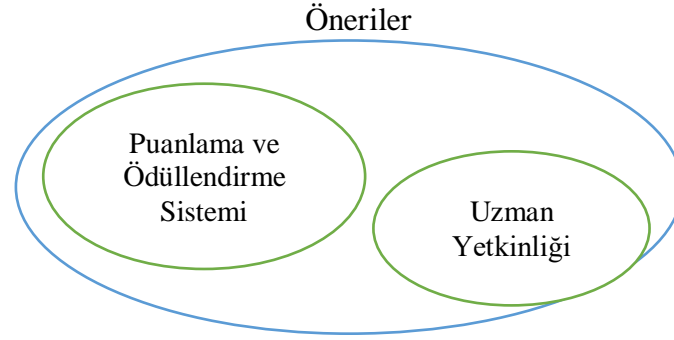 Öneriler
Puanlama ve
Ödüllendirme
Sistemi
Uzman
Yetkinliği